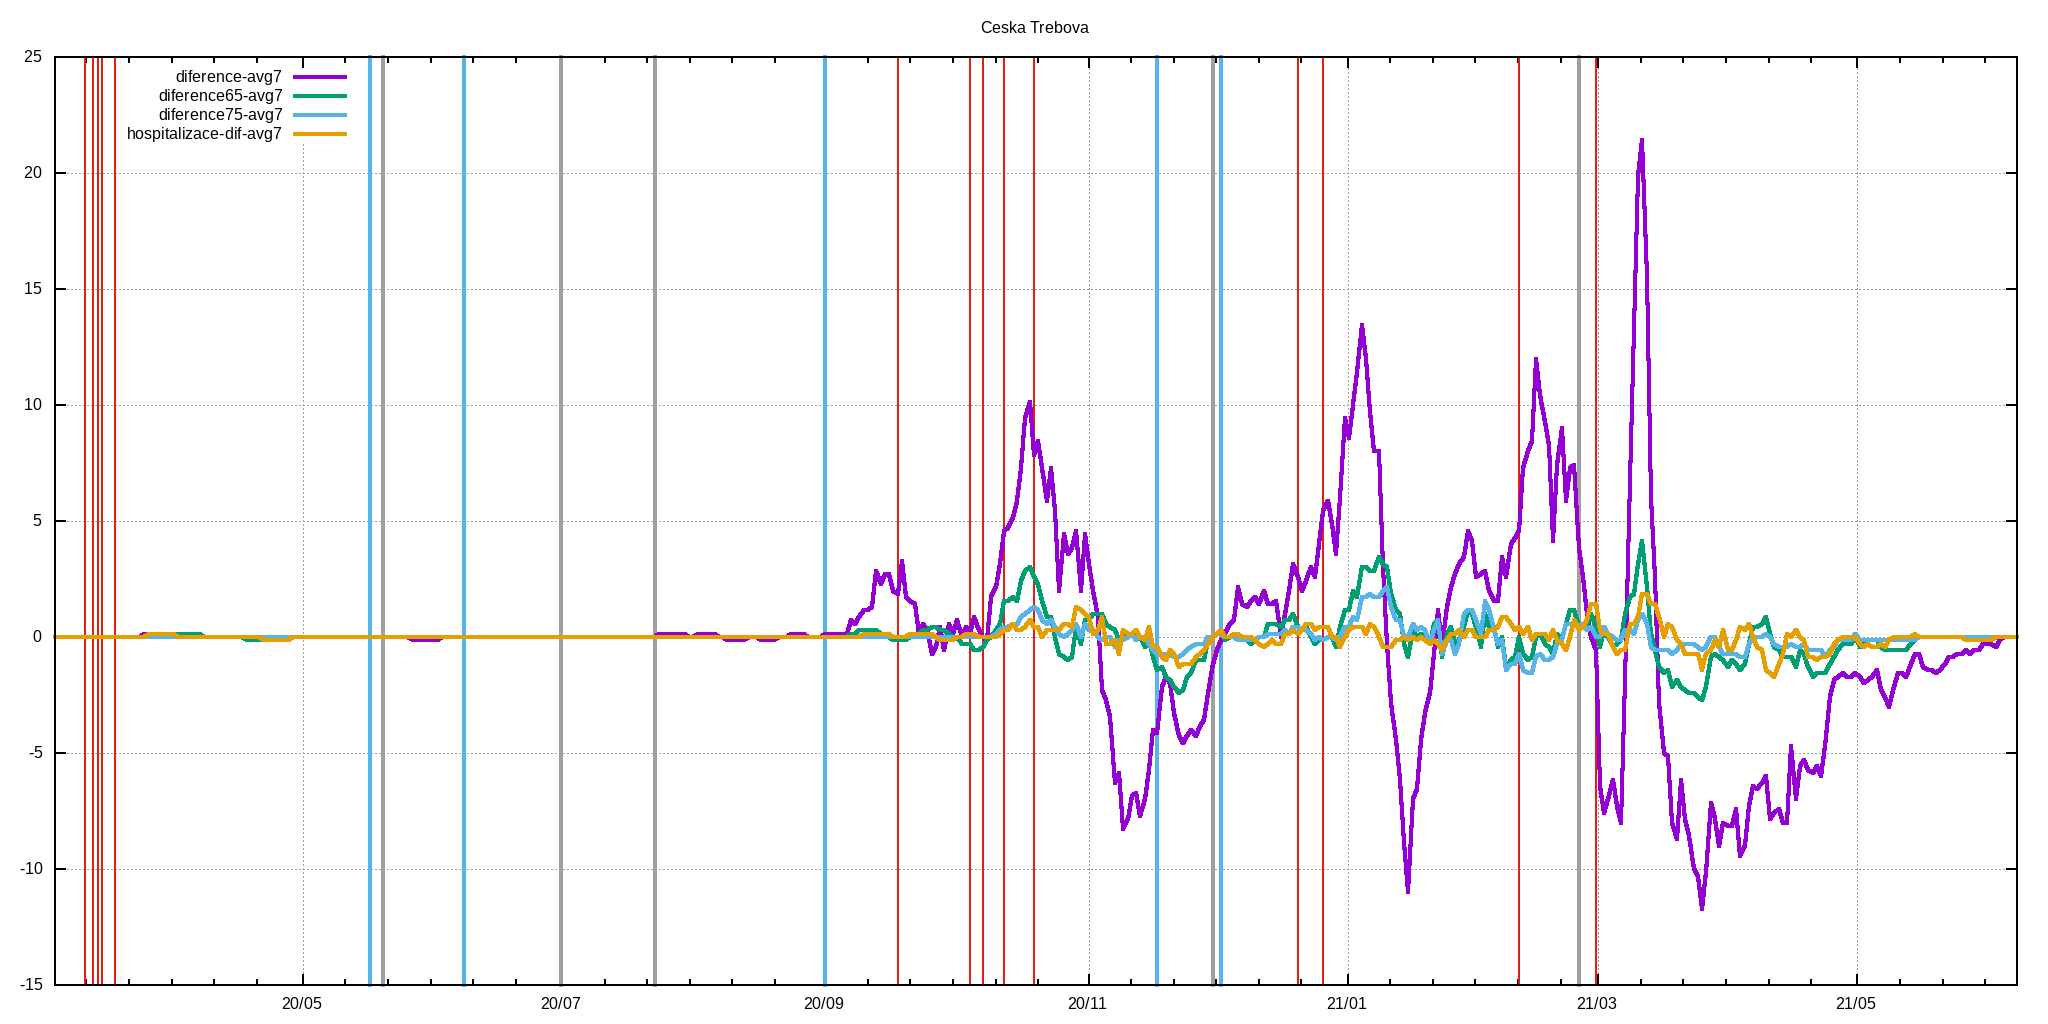 Ceska Trebova
diference-avg7
diference65-avg7
diference75-avg7
hospitalizace-dif-avg7
25
20
15
10
5
0
-5
-10
-15
20/05 20/07 20/09 20/11 21/01 21/03 21/05